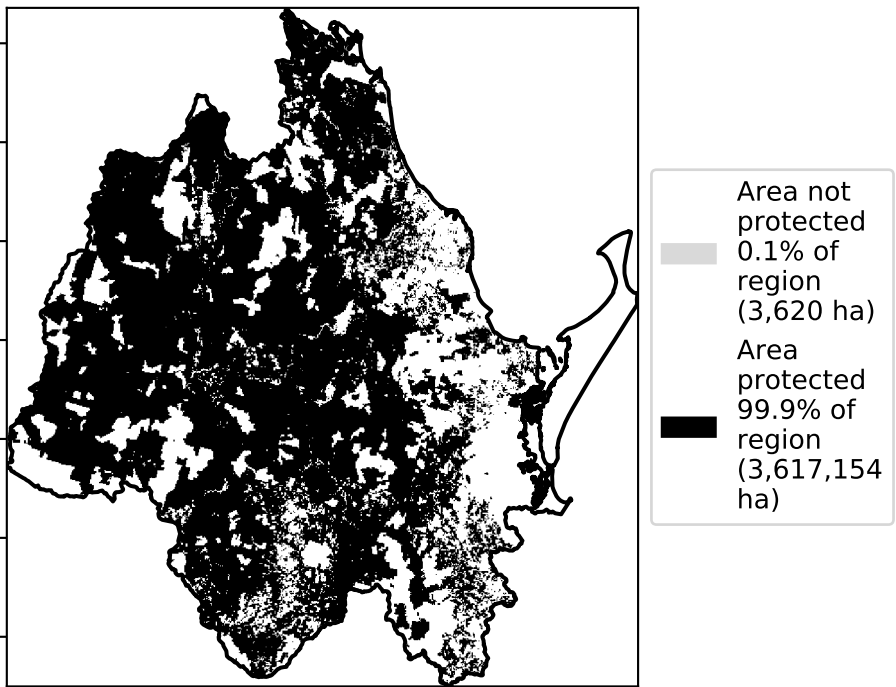 Area not
protected
0.1% of
region
(3,620 ha)
Area
protected
99.9% of
region
(3,617,154
ha)